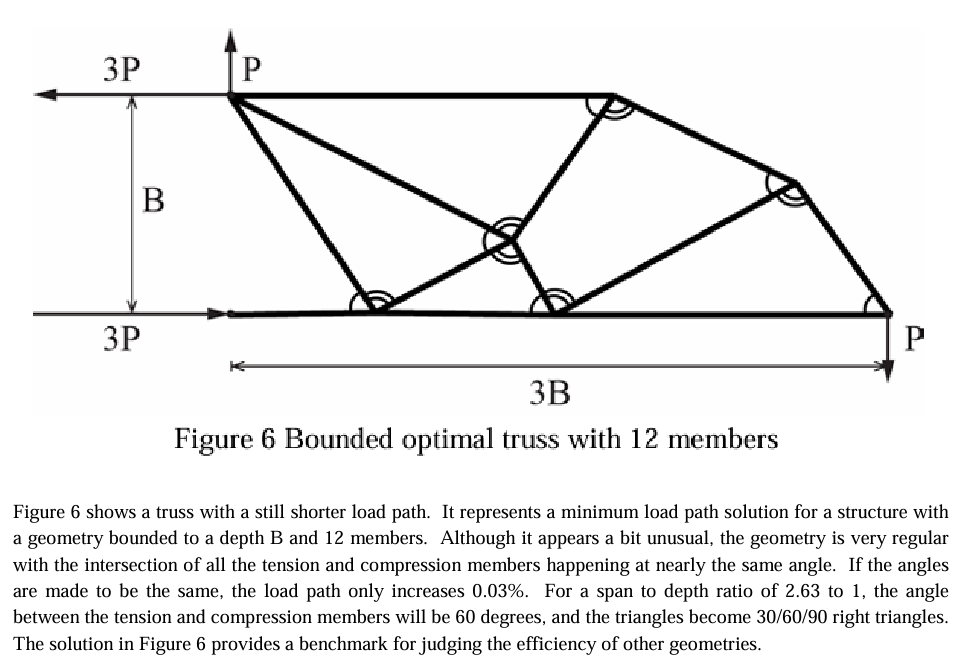 3P
P
B
3P
P
3B
Figure 6 Bounded optimal truss with 12 members
Figure 6 shows a truss with a still shorter load path. It represents a minimum load path solution for a structure with
a geometry bounded to a depth B and 12 members. Although it appears a bit unusual, the geometry is very regular
with the intersection of all the tension and compression members happening at nearly the same angle. If the angles
are made to be the same, the load path only increases 0.03%. For a span to depth ratio of 2.63 to 1, the angle
between the tension and compression members will be 60 degrees, and the triangles become 30/60/90 right triangles.
The solution in Figure 6 provides a benchmark for judging the efficiency of other geometries.